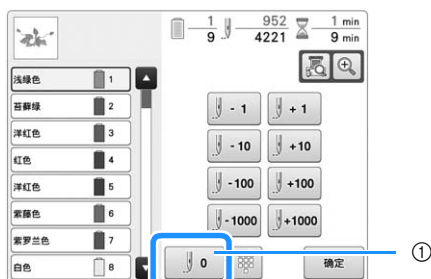 1 952 1 min
9 4221 9 min
浅绿色 1
苔藓绿 2
洋红色 3
红色 4
洋红色 5
紫藤色 6
紫罗兰色 7
白色 8
- 1 + 1
- 10 + 10
- 100 + 100
- 1000 + 1000
0 确定
①